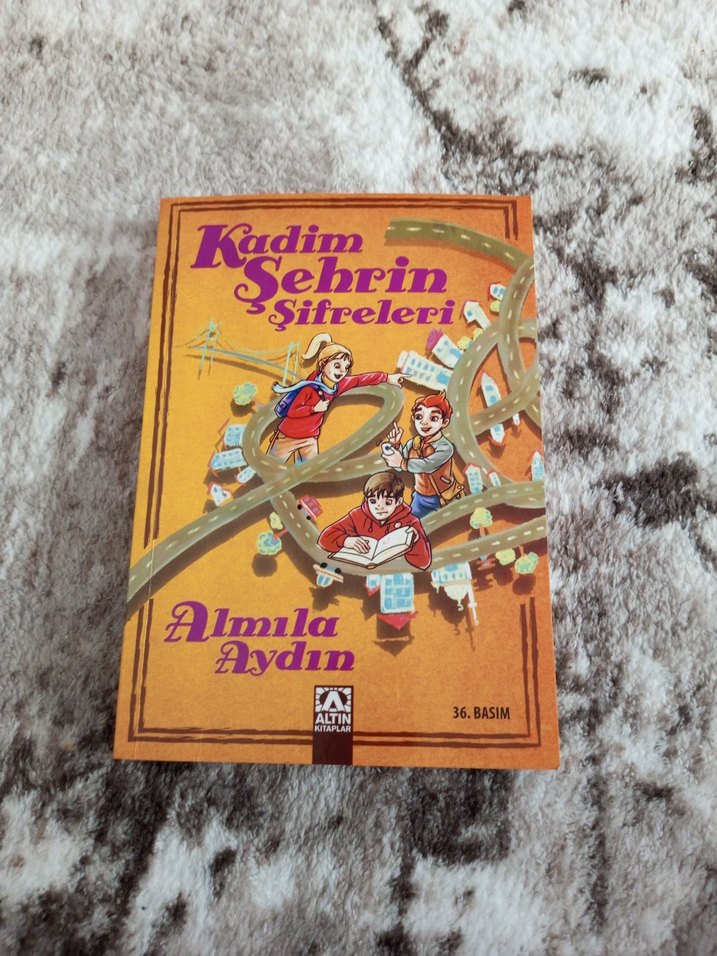 Kadim
Şehrin
Şifreleri
Almıla
Aydın
ALTIN
KİTAPLAR
36. BASIM